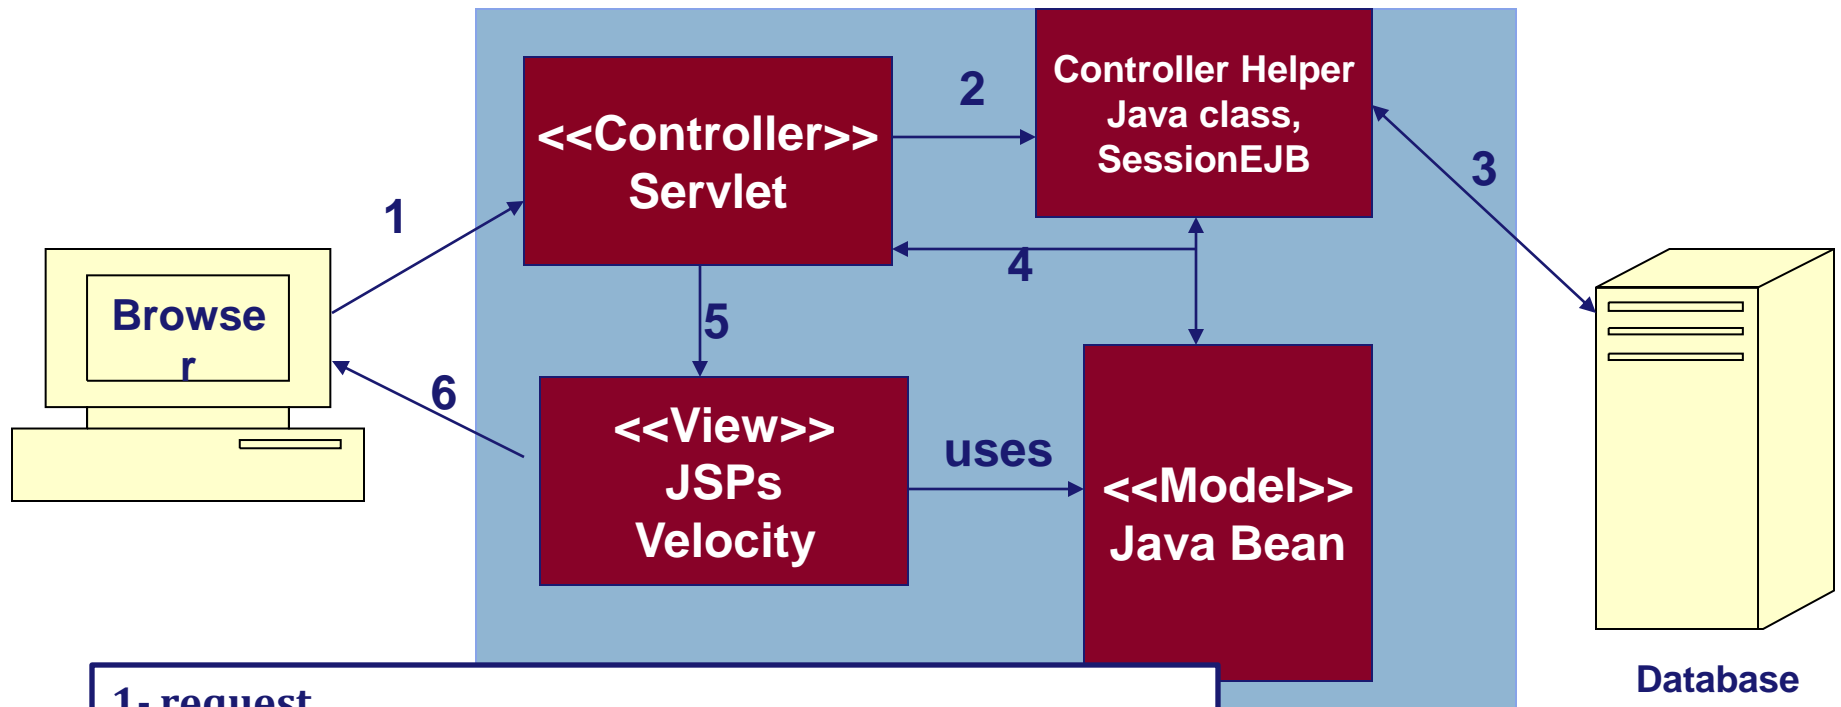 Controller Helper
Java class,
SessionEJB
2
<<Controller>>
Servlet
3
1
4
Browse
r
5
6
<<View>>
JSPs
Velocity
uses
<<Model>>
Java Bean
Database
1- request